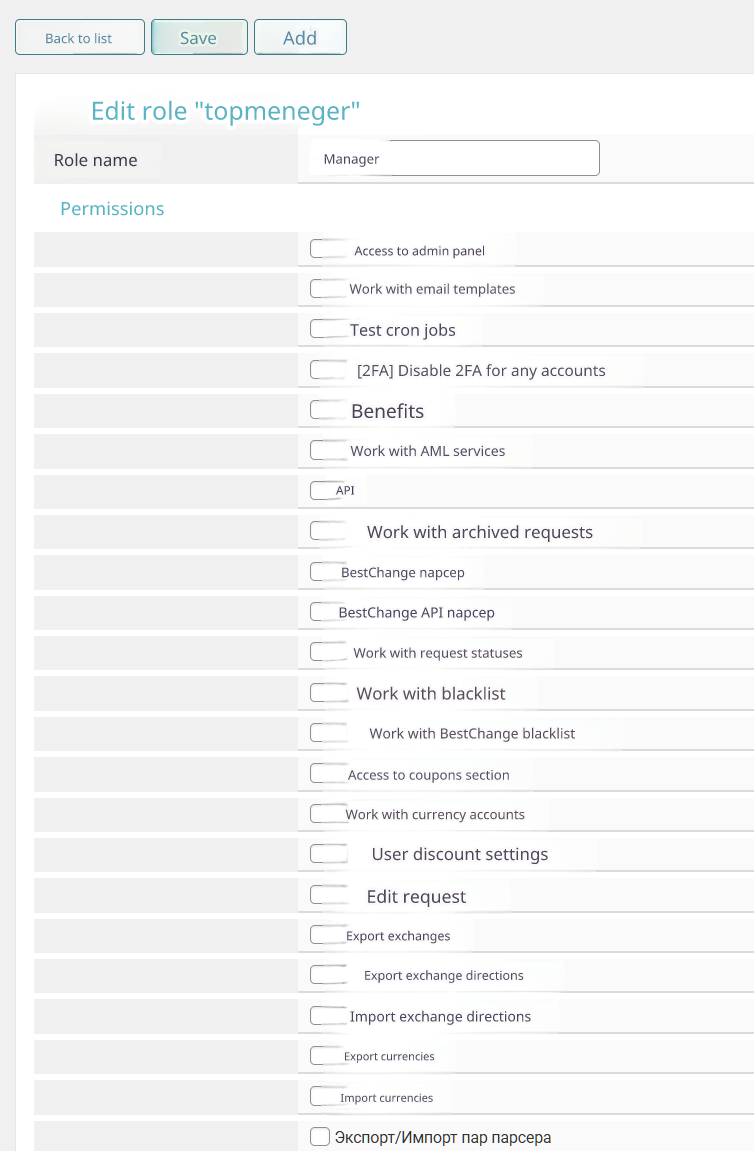 Back to list
Save
Add
Edit role "topmeneger"
Role name
Manager
Permissions
Access to admin panel
Work with email templates
Test cron jobs
[2FA] Disable 2FA for any accounts
Benefits
Work with AML services
API
Work with archived requests
BestChange парсер
BestChange API парсер
Work with request statuses
Work with blacklist
Work with BestChange blacklist
Access to coupons section
Work with currency accounts
User discount settings
Edit request
Export exchanges
Export exchange directions
Import exchange directions
Export currencies
Import currencies
Экспорт/Импорт пар парсера